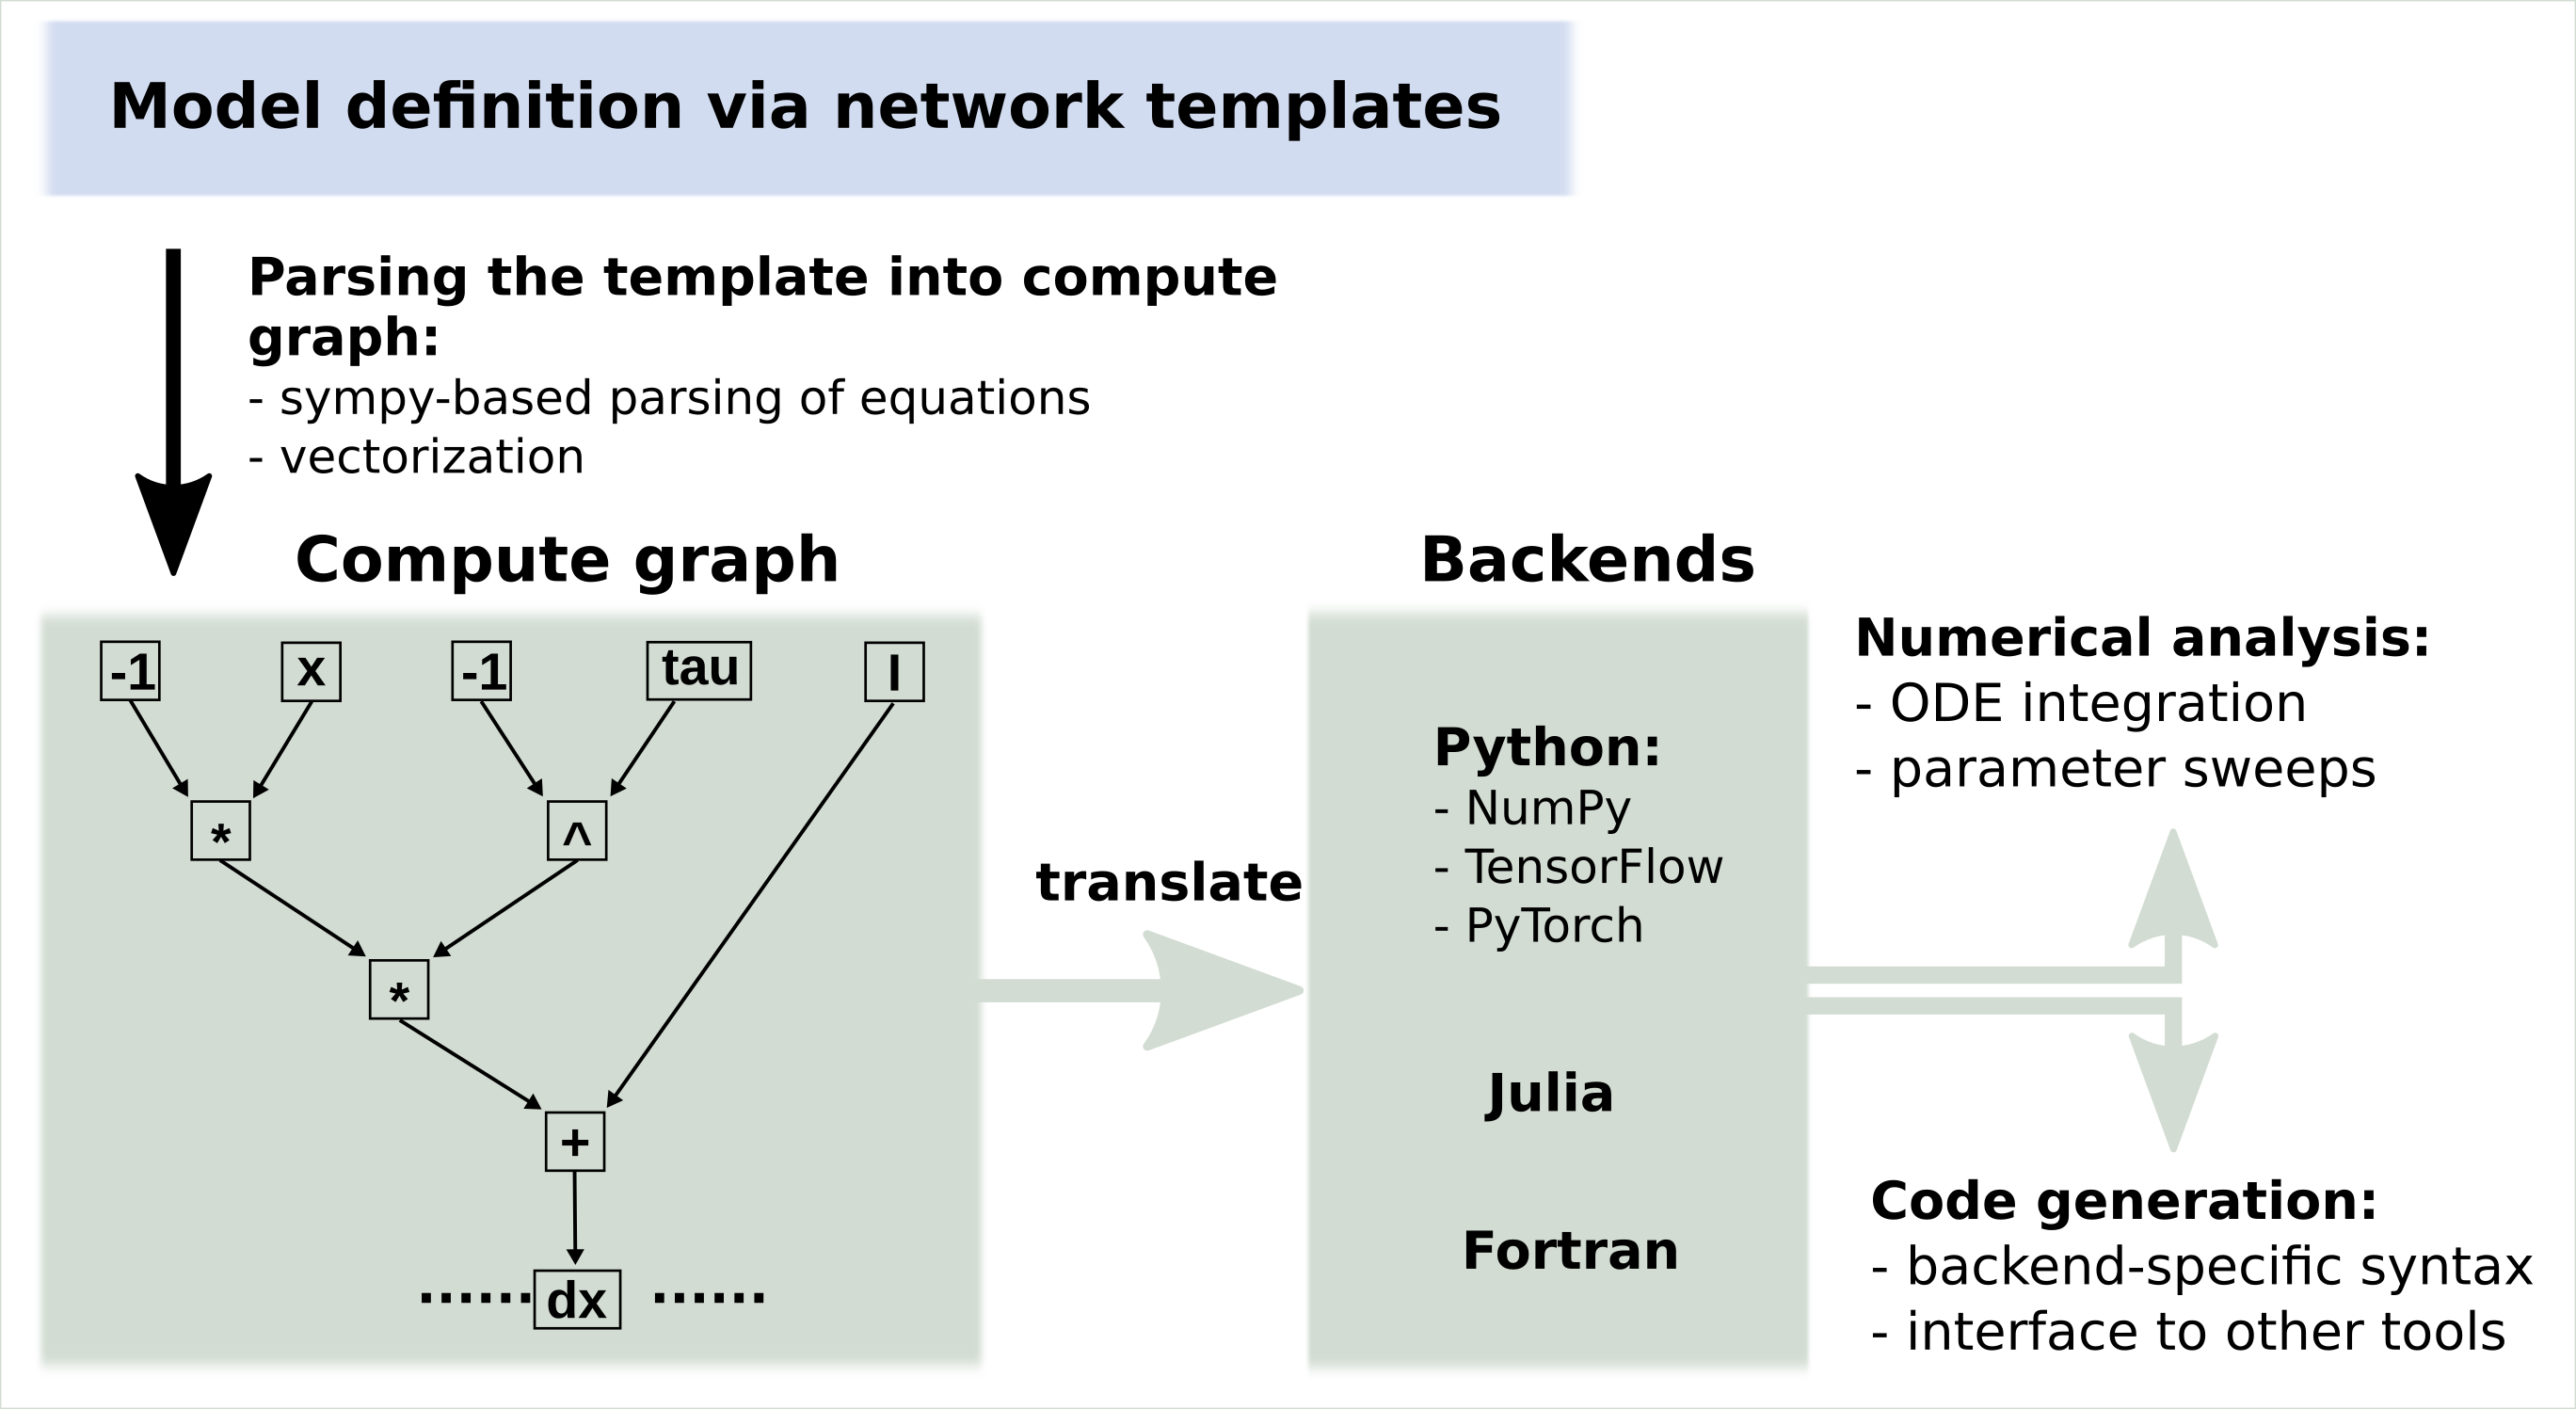 Model definition via network templates
Parsing the template into compute
graph:
- sympy-based parsing of equations
- vectorization
Compute graph
-1 x -1 tau I
* ^
*
+
...... dx ......
translate
Backends
Python:
- NumPy
- TensorFlow
- PyTorch
Julia
Fortran
Numerical analysis:
- ODE integration
- parameter sweeps
Code generation:
- backend-specific syntax
- interface to other tools